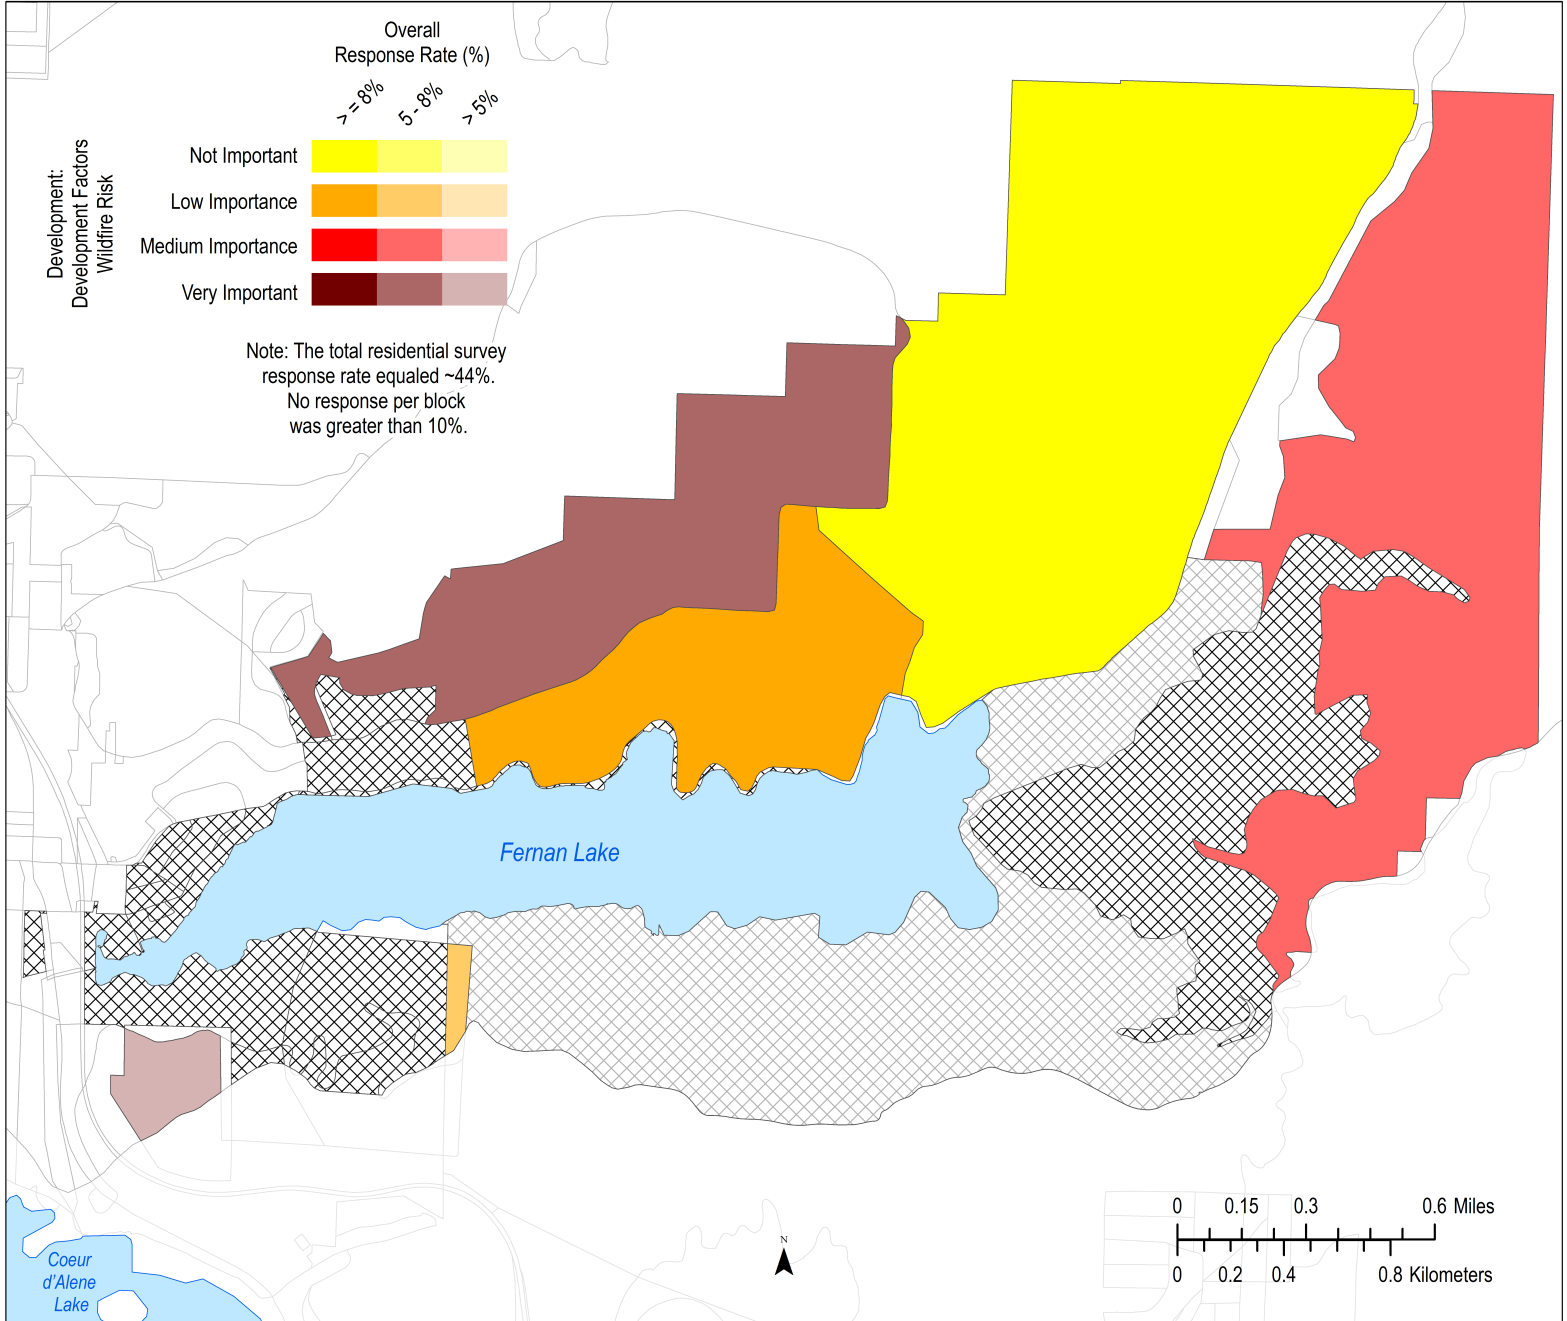 Overall
Response Rate (%)
> = 8%
5 - 8%
> 5%
Development:
Development Factors
Wildfire Risk
Not Important
Low Importance
Medium Importance
Very Important
Note: The total residential survey
response rate equaled ~44%.
No response per block
was greater than 10%.
Fernan Lake
Coeur
d'Alene
Lake
N
0 0.15 0.3 0.6 Miles
0 0.2 0.4 0.8 Kilometers